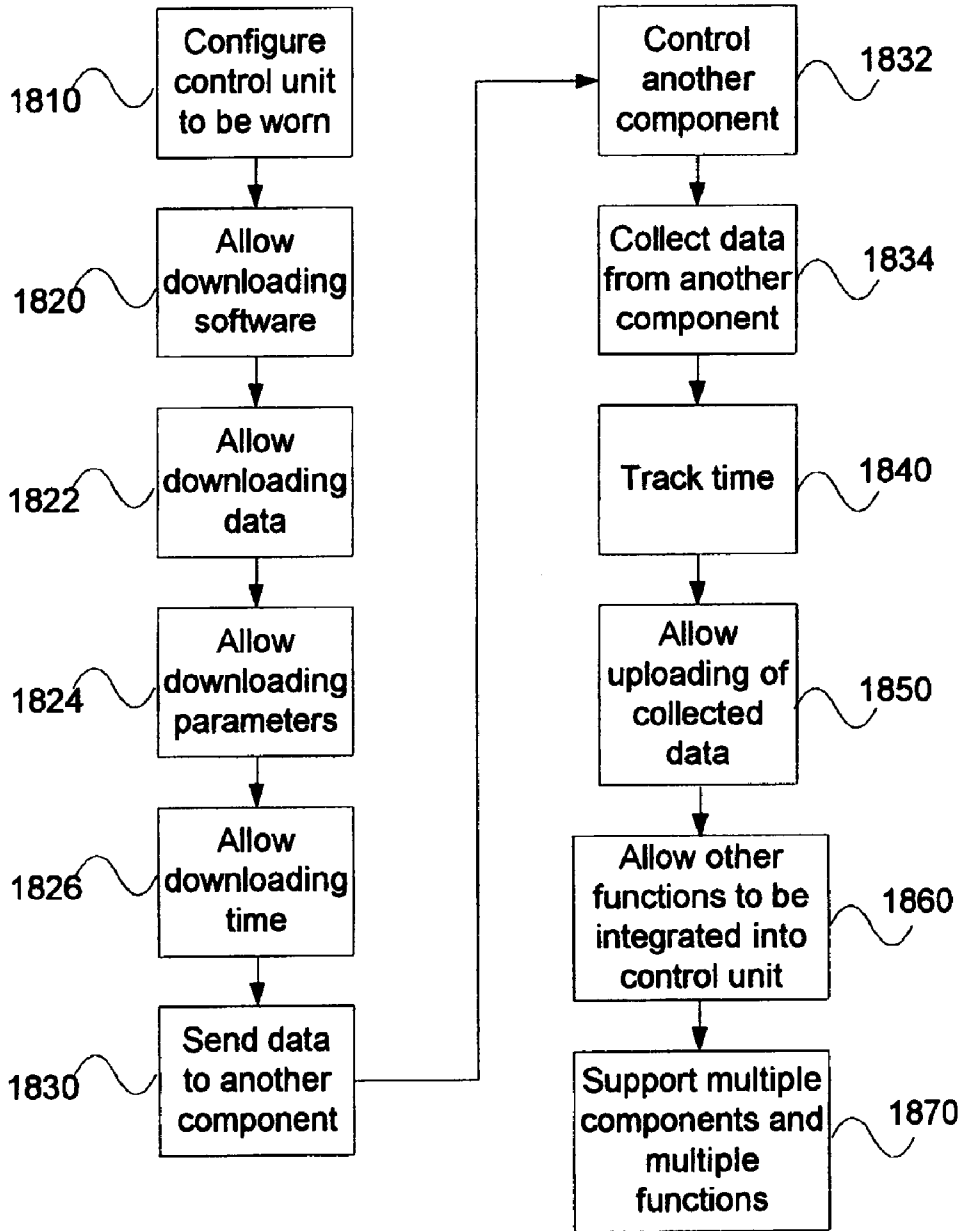 1810
Configure
control unit
to be worn
1820
Allow
downloading
software
1822
Allow
downloading
data
1824
Allow
downloading
parameters
1826
Allow
downloading
time
1830
Send data
to another
component
Control
another
component
1832
Collect data
from another
component
1834
Track time
1840
Allow
uploading of
collected
data
1850
Allow other
functions to be
integrated into
control unit
1860
Support multiple
components and
multiple
functions
1870